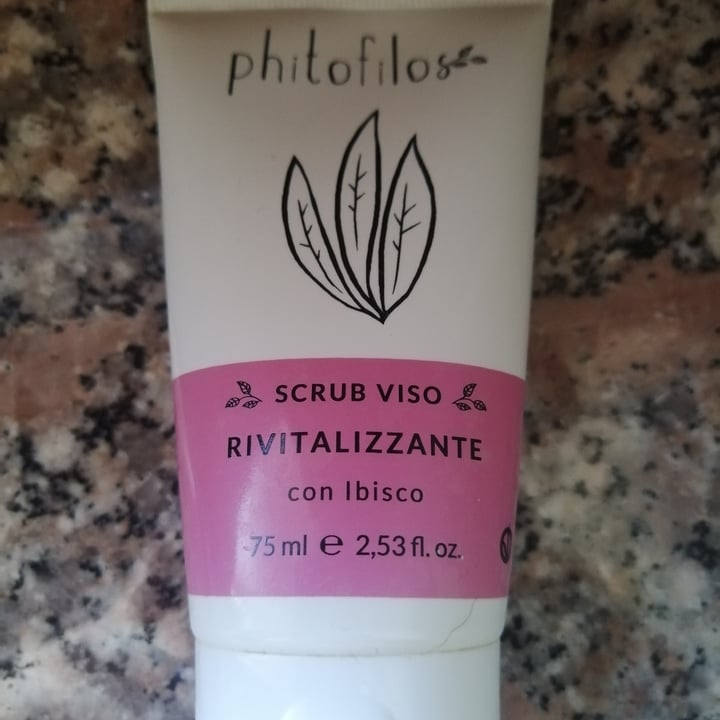 phitofilos
SCRUB VISO
RIVITALIZZANTE
con Ibisco
75 ml ℮ 2,53 fl. oz.